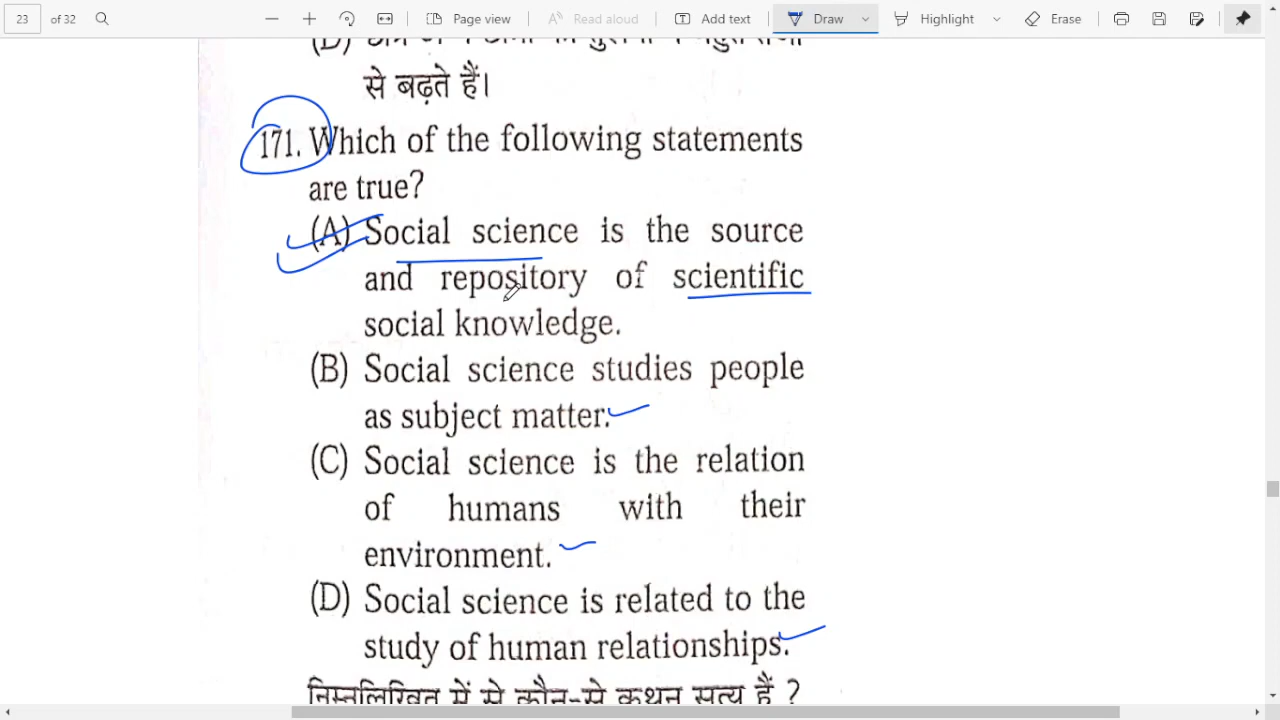 23 of 32 Page view Read aloud Add text Draw Highlight Erase
से बढ़ते हैं।
171. Which of the following statements
are true?
(A) Social science is the source
and repository of scientific
social knowledge.
(B) Social science studies people
as subject matter.
(C) Social science is the relation
of humans with their
environment.
(D) Social science is related to the
study of human relationships.
निम्नलिखित में से कौन-से कथन सत्य हैं ?